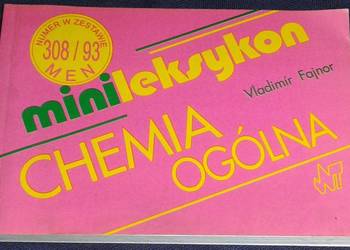 NUMER W ZESTAWIE
308/93
MEN
minileksykon
Vladimír Fajnor
CHEMIA
OGÓLNA
WNT